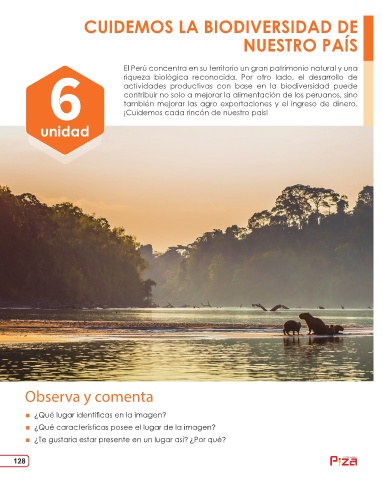 CUIDEMOS LA BIODIVERSIDAD DE
NUESTRO PAÍS
El Perú concentra en su territorio un gran patrimonio natural y una
riqueza biológica reconocida. Por otro lado, el desarrollo de
actividades productivas con base en la biodiversidad puede
contribuir no solo a mejorar la alimentación de los peruanos, sino
también mejorar las agro exportaciones y el ingreso de dinero.
¡Cuidemos cada rincón de nuestro país!
6
unidad
Observa y comenta
¿Qué lugar identificas en la imagen?
¿Qué características posee el lugar de la imagen?
¿Te gustaría estar presente en un lugar así? ¿Por qué?
128
Piza